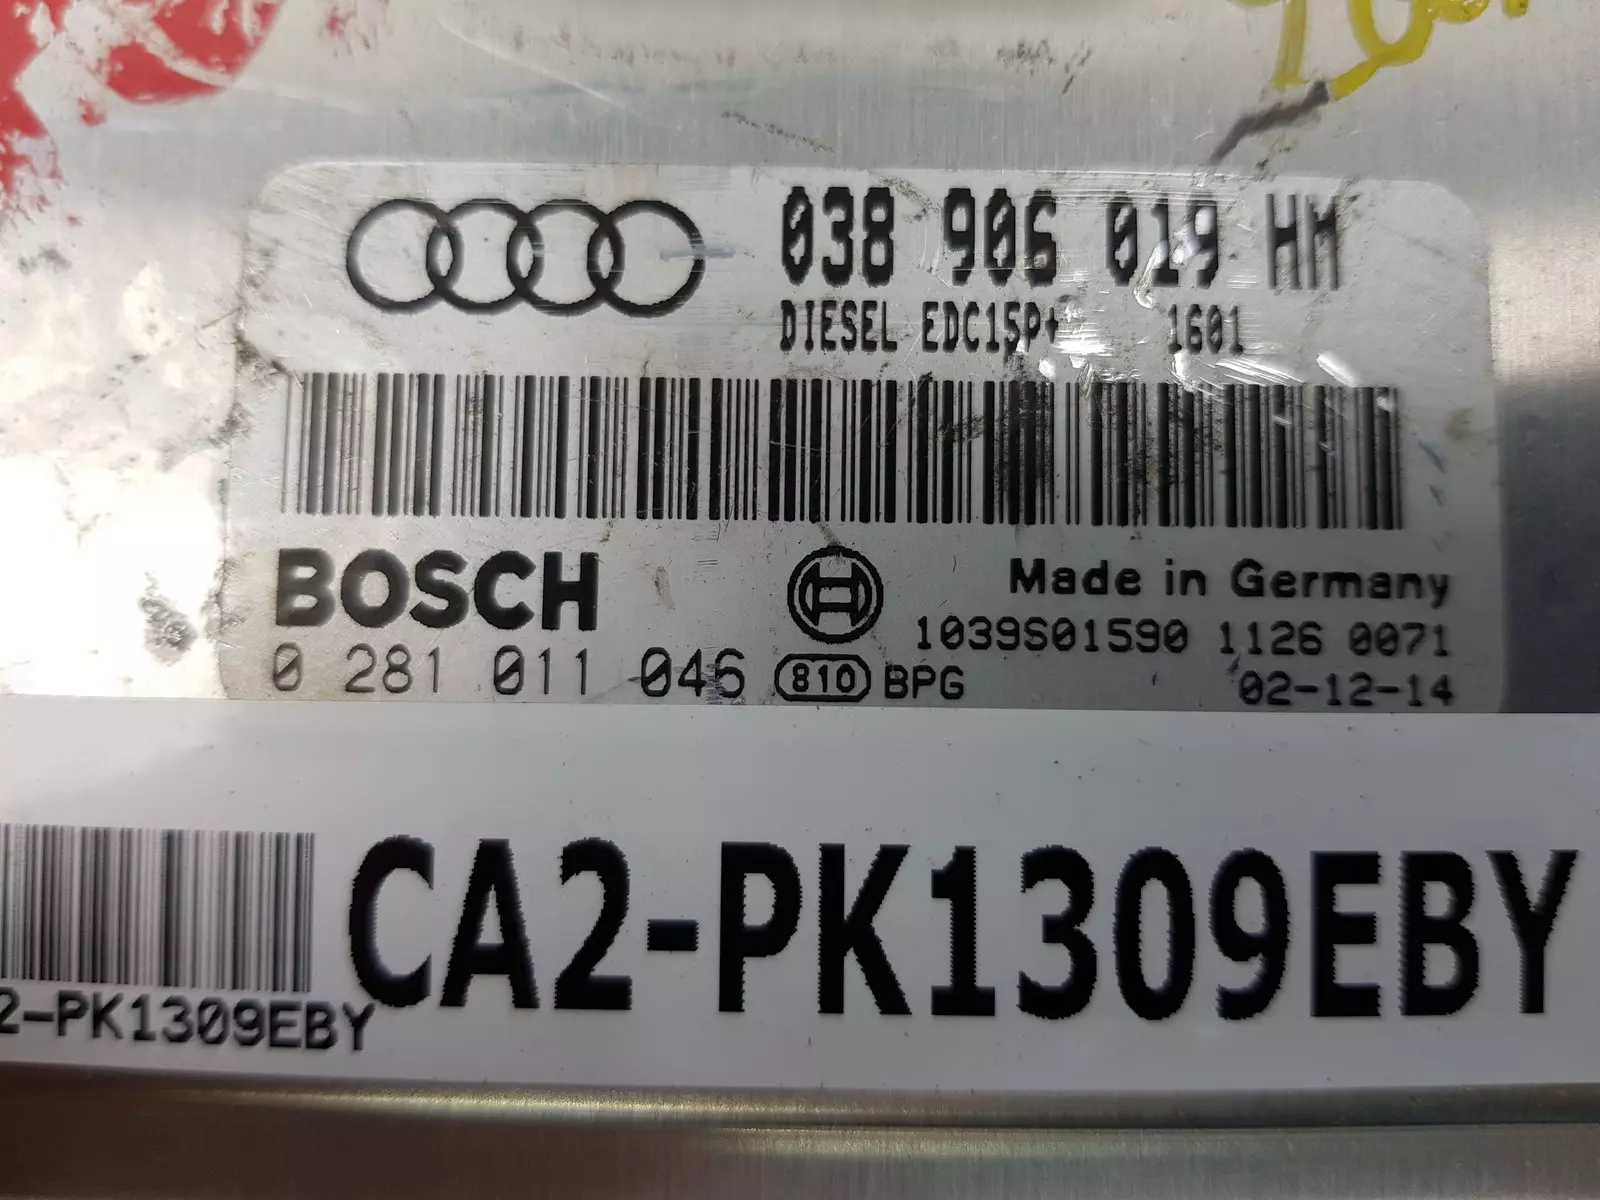 038 906 019 HM
DIESEL EDC15P+ 1601
BOSCH
Made in Germany
1039S01590 1126 0071
0 281 011 046 810 BPG 02-12-14
CA2-PK1309EBY
2-PK1309EBY